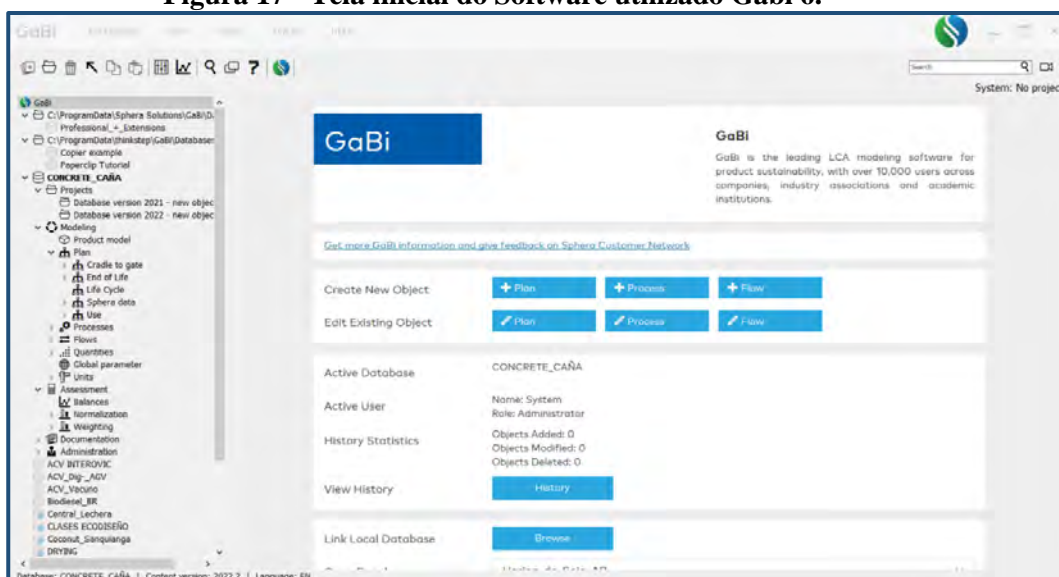 Figura 17 - Tela inicial do Software utilizado Gabi 6.
GaBi
Search
System: No projec
GaBi
C:\ProgramData\Sphera Solutions\GaBi\D.
Professional_+_Extensions
C:\ProgramData\thinkstep\GaBi\Database:
Copier example
Paperclip Tutorial
CONCRETE_CAÑA
Projects
Database version 2021 - new objec
Database version 2022 - new objec
Modeling
Product model
Plan
Cradle to gate
End of Life
Life Cycle
Sphera data
Use
Processes
Flows
Quantities
Global parameter
Units
Assessment
Balances
Normalization
Weighting
Documentation
Administration
ACV INTEROVIC
ACV_Dig-_AGV
ACV_Vacuno
Biodiesel_BR
Central_Lechera
CLASES ECODISEÑO
Coconut_Sanquianga
DRYING
GaBi
GaBi
GaBi is the leading LCA modeling software for
product sustainability, with over 10,000 users across
companies, industry associations and academic
institutions.
Get more GaBi information and give feedback on Sphera Customer Network
Create New Object + Plan + Process + Flow
Edit Existing Object Plan Process Flow
Active Database CONCRETE_CAÑA
Active User Name: System
Role: Administrator
History Statistics Objects Added: 0
Objects Modified: 0
Objects Deleted: 0
View History History
Link Local Database Browse
Database: CONCRETE_CAÑA | Content version: 2022.2 | Language: EN